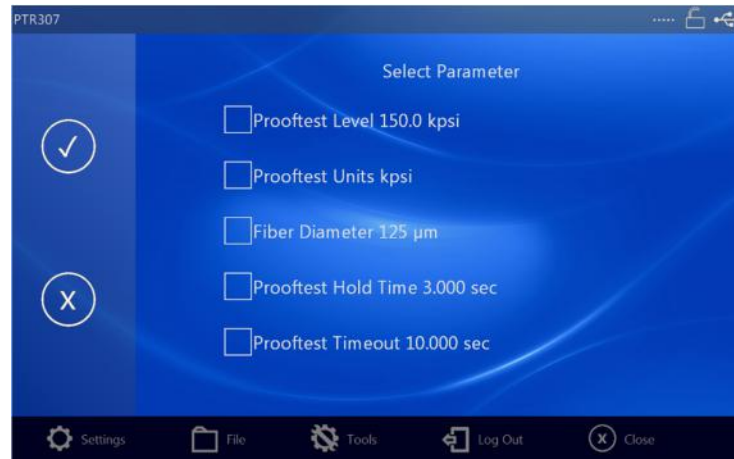 PTR307
Select Parameter
Prooftest Level 150.0 kpsi
Prooftest Units kpsi
Fiber Diameter 125 µm
Prooftest Hold Time 3.000 sec
X
Prooftest Timeout 10.000 sec
Settings File Tools Log Out X Close